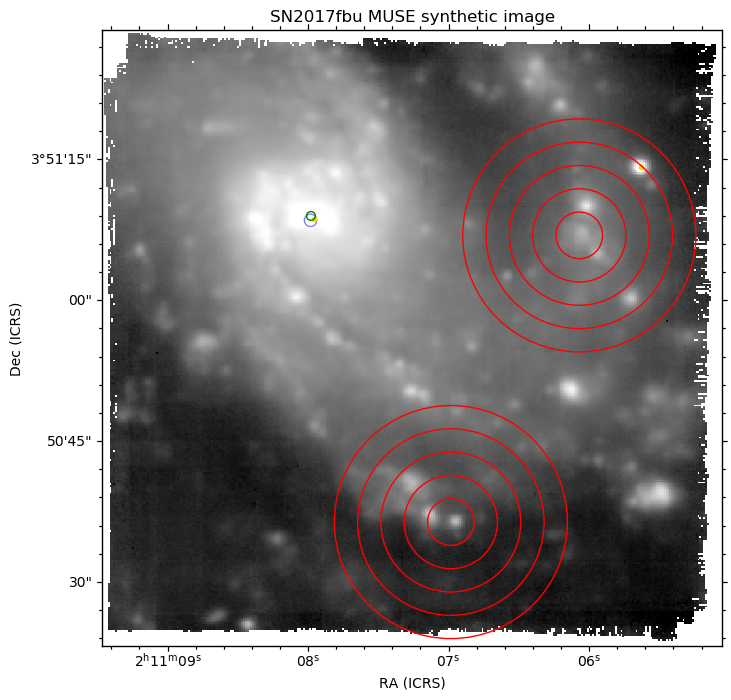 SN2017fbu MUSE synthetic image
3°51'15"
00"
50'45"
30"
Dec (ICRS)
2ʰ11ᵐ09ˢ 08ˢ 07ˢ 06ˢ
RA (ICRS)